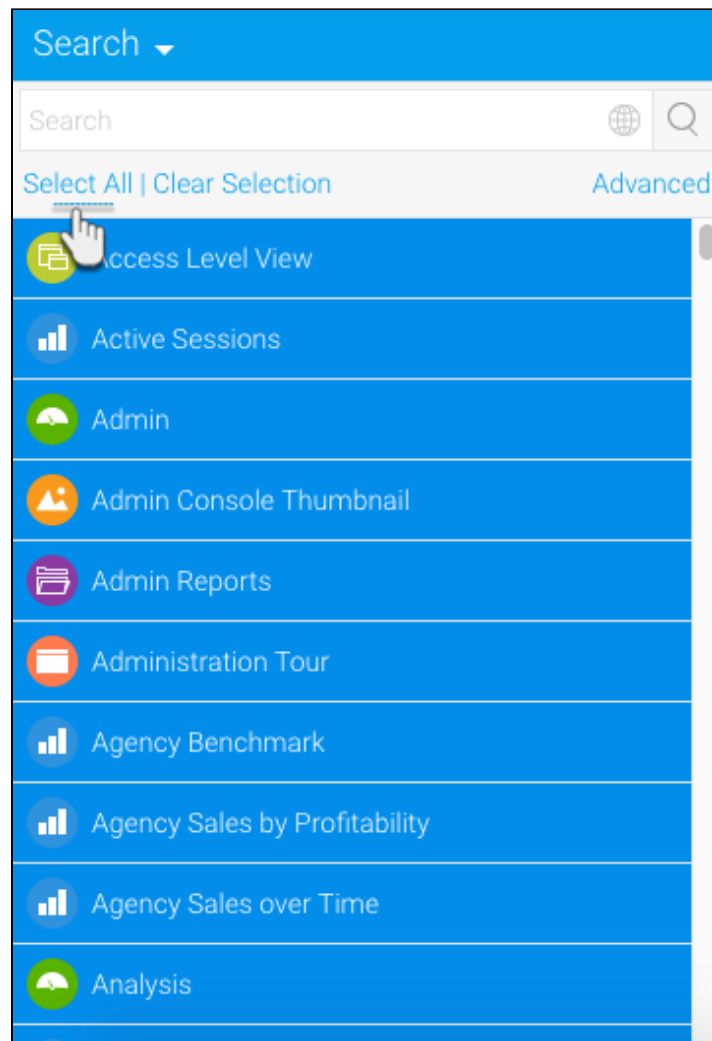 Search
Search
Select All | Clear Selection Advanced
Access Level View
Active Sessions
Admin
Admin Console Thumbnail
Admin Reports
Administration Tour
Agency Benchmark
Agency Sales by Profitability
Agency Sales over Time
Analysis